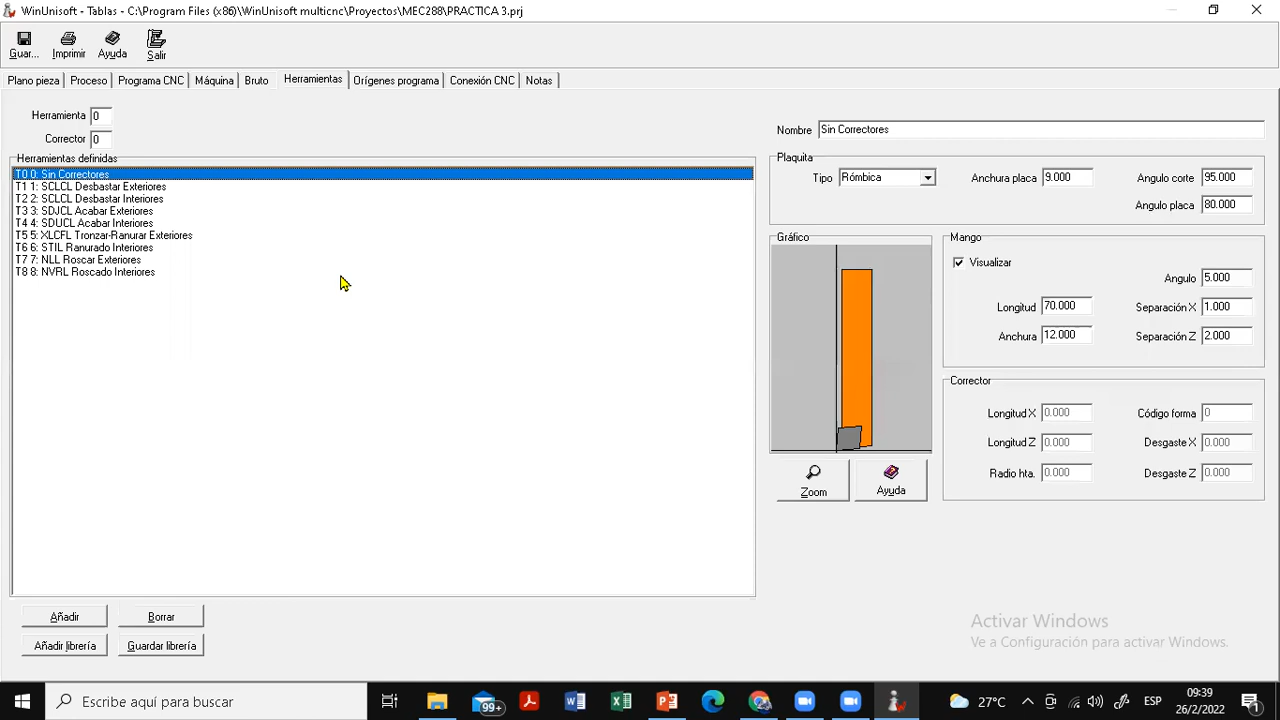 WinUnisoft - Tablas - C:\Program Files (x86)\WinUnisoft multicnc\Proyectos\MEC288\PRACTICA 3.prj
Guar... Imprimir Ayuda Salir
Plano pieza Proceso Programa CNC Máquina Bruto Herramientas Orígenes programa Conexión CNC Notas
Herramienta 0
Corrector 0
Herramientas definidas
T0 0: Sin Correctores
T1 1: SCLCL Desbastar Exteriores
T2 2: SCLCL Desbastar Interiores
T3 3: SDJCL Acabar Exteriores
T4 4: SDUCL Acabar Interiores
T5 5: XLCFL Tronzar-Ranurar Exteriores
T6 6: STIL Ranurado Interiores
T7 7: NLL Roscar Exteriores
T8 8: NVRL Roscado Interiores
Añadir Borrar
Añadir librería Guardar librería
Nombre Sin Correctores
Plaquita
Tipo Rómbica Anchura placa 9.000 Angulo corte 95.000
Angulo placa 80.000
Gráfico
Zoom Ayuda
Mango
Visualizar
Angulo 5.000
Longitud 70.000 Separación X 1.000
Anchura 12.000 Separación Z 2.000
Corrector
Longitud X 0.000 Código forma 0
Longitud Z 0.000 Desgaste X 0.000
Radio hta. 0.000 Desgaste Z 0.000
Activar Windows
Ve a Configuración para activar Windows.
Escribe aquí para buscar
99+
27°C
ESP
09:39
26/2/2022
1